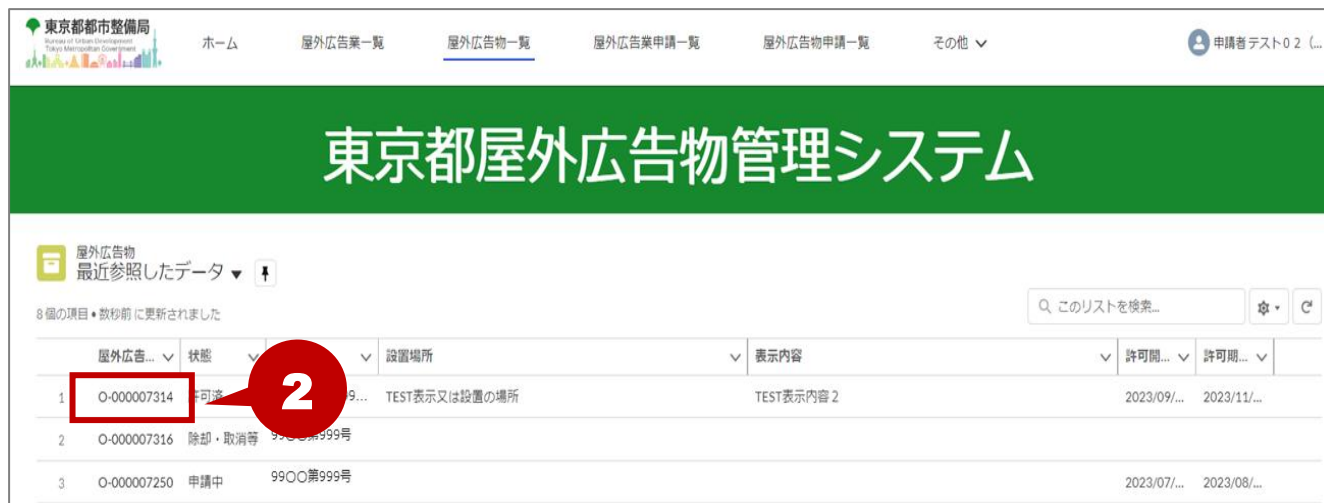 東京都都市整備局
Bureau of Urban Development
Tokyo Metropolitan Government
ホーム 屋外広告業一覧 屋外広告物一覧 屋外広告業申請一覧 屋外広告物申請一覧 その他 申請者テスト02 (...
東京都屋外広告物管理システム
屋外広告物
最近参照したデータ
8個の項目•数秒前に更新されました
このリストを検索...
屋外広告... 状態 設置場所 表示内容 許可開... 許可期...
1 O-000007314 許可済 9... TEST表示又は設置の場所 TEST表示内容2 2023/09/... 2023/11/...
2
2 O-000007316 除却・取消等 99〇〇第999号
3 O-000007250 申請中 99〇〇第999号 2023/07/... 2023/08/...